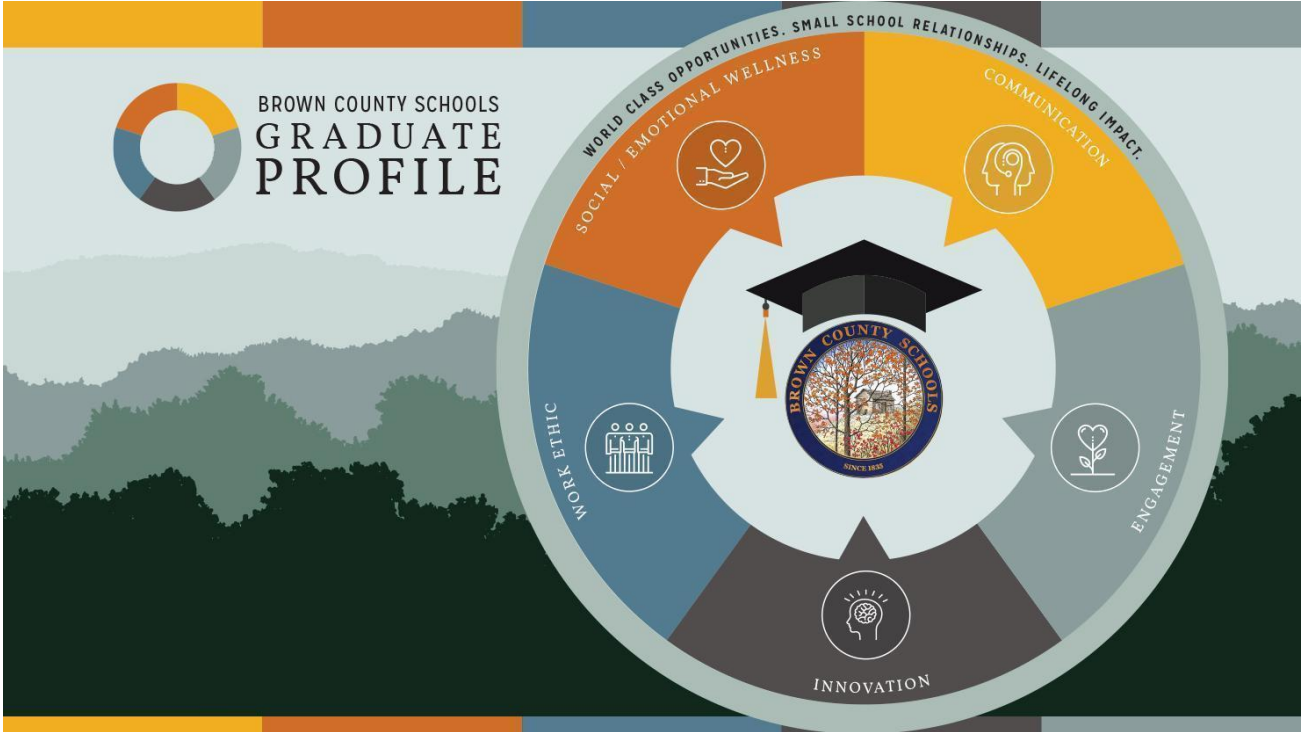 BROWN COUNTY SCHOOLS
GRADUATE
PROFILE
WORLD CLASS OPPORTUNITIES. SMALL SCHOOL RELATIONSHIPS. LIFELONG IMPACT.
SOCIAL / EMOTIONAL WELLNESS
COMMUNICATION
BROWN COUNTY SCHOOLS
SINCE 1835
WORK ETHIC
ENGAGEMENT
INNOVATION